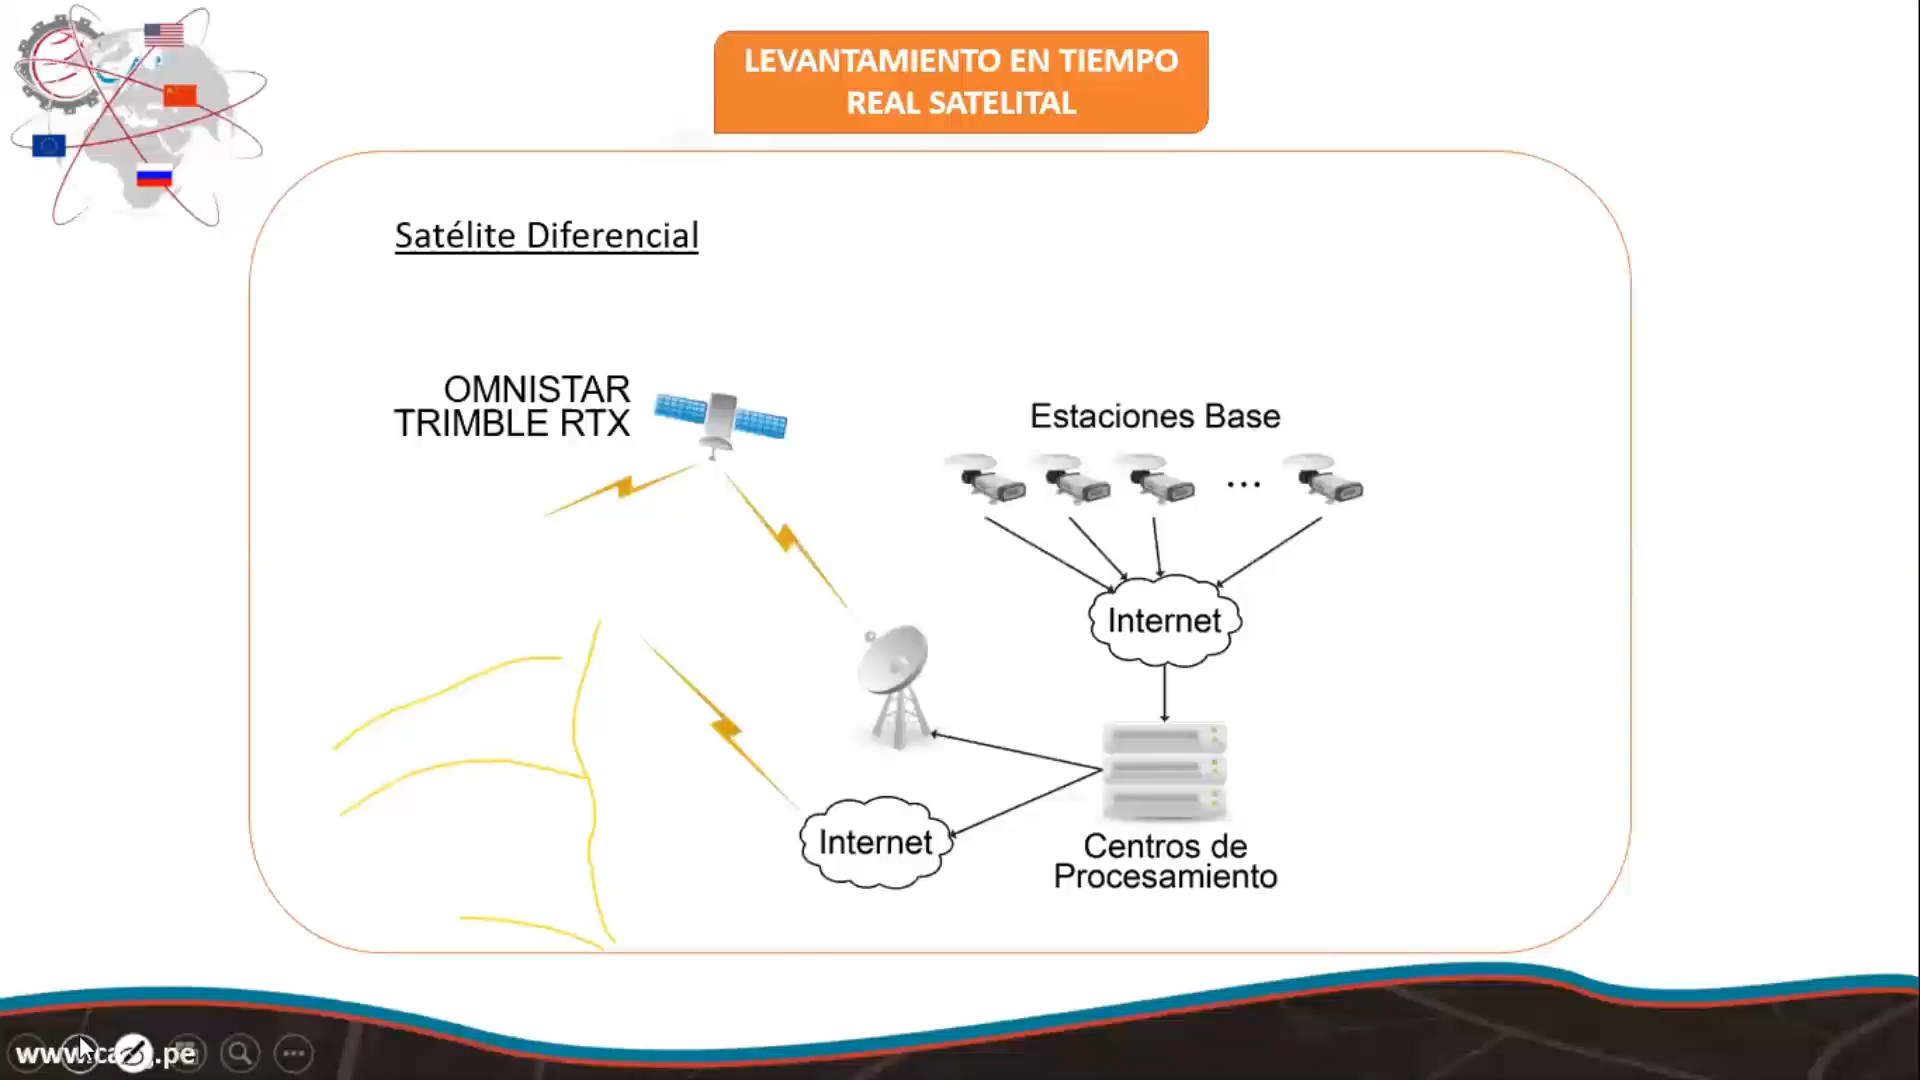 LEVANTAMIENTO EN TIEMPO
REAL SATELITAL
Satélite Diferencial
OMNISTAR
TRIMBLE RTX
Estaciones Base
...
Internet
Internet
Centros de
Procesamiento